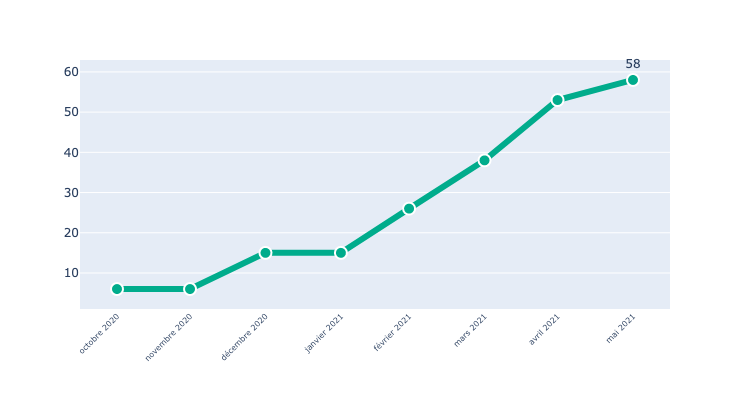 58
60
50
40
30
20
10
octobre 2020
novembre 2020
décembre 2020
janvier 2021
février 2021
mars 2021
avril 2021
mai 2021